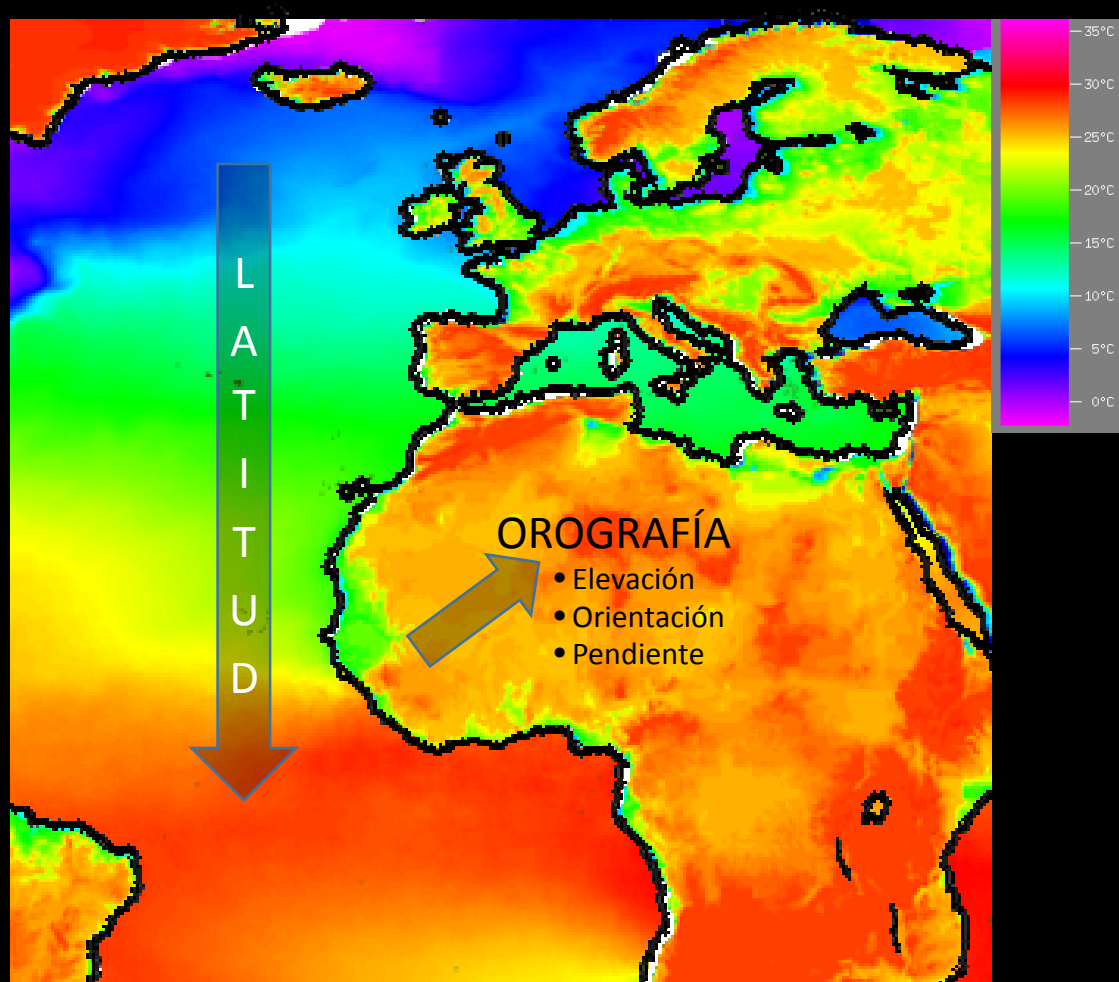 35°C
30°C
25°C
20°C
15°C
10°C
5°C
0°C
L
A
T
I
T
U
D
OROGRAFÍA
• Elevación
• Orientación
• Pendiente